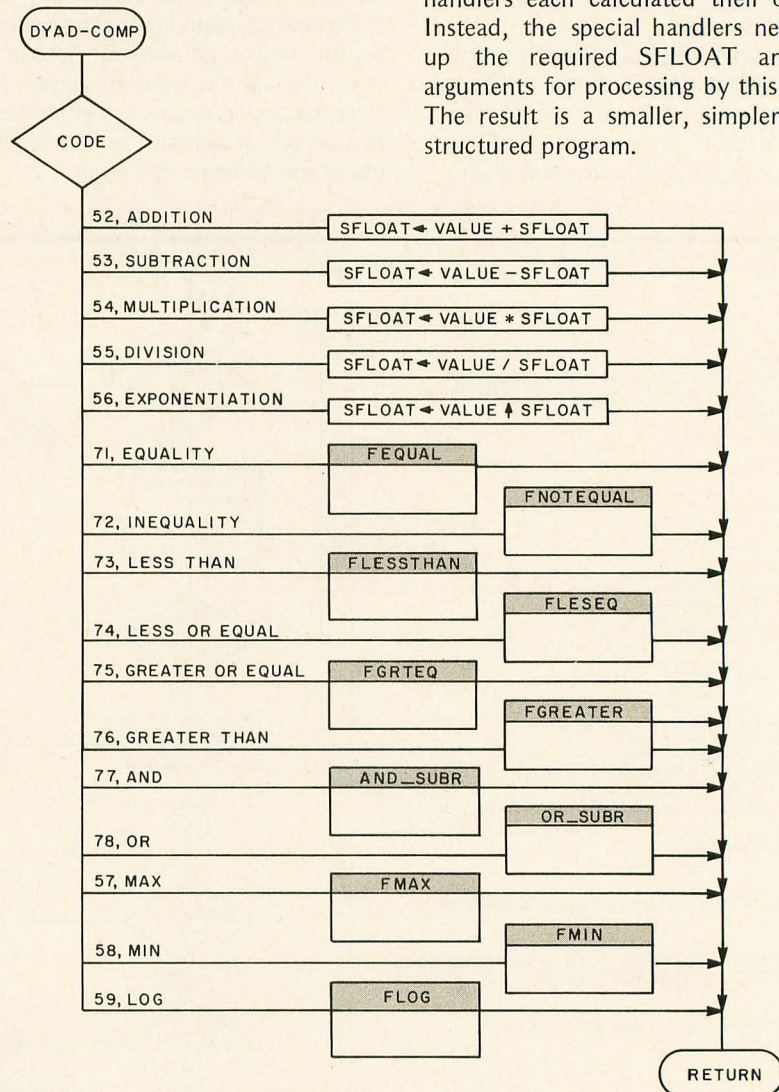 handlers each calculated their
Instead, the special handlers
up the required SFLOAT
arguments for processing by this
The result is a smaller, simpler
structured program.
DYAD-COMP
CODE
52, ADDITION
SFLOAT ◄ VALUE + SFLOAT
53, SUBTRACTION
SFLOAT ◄ VALUE − SFLOAT
54, MULTIPLICATION
SFLOAT ◄ VALUE * SFLOAT
55, DIVISION
SFLOAT ◄ VALUE / SFLOAT
56, EXPONENTIATION
SFLOAT ◄ VALUE ↑ SFLOAT
71, EQUALITY
FEQUAL
FNOTEQUAL
72, INEQUALITY
73, LESS THAN
FLESSTHAN
FLESEQ
74, LESS OR EQUAL
75, GREATER OR EQUAL
FGRTEQ
FGREATER
76, GREATER THAN
77, AND
AND_SUBR
OR_SUBR
78, OR
57, MAX
FMAX
FMIN
58, MIN
59, LOG
FLOG
RETURN